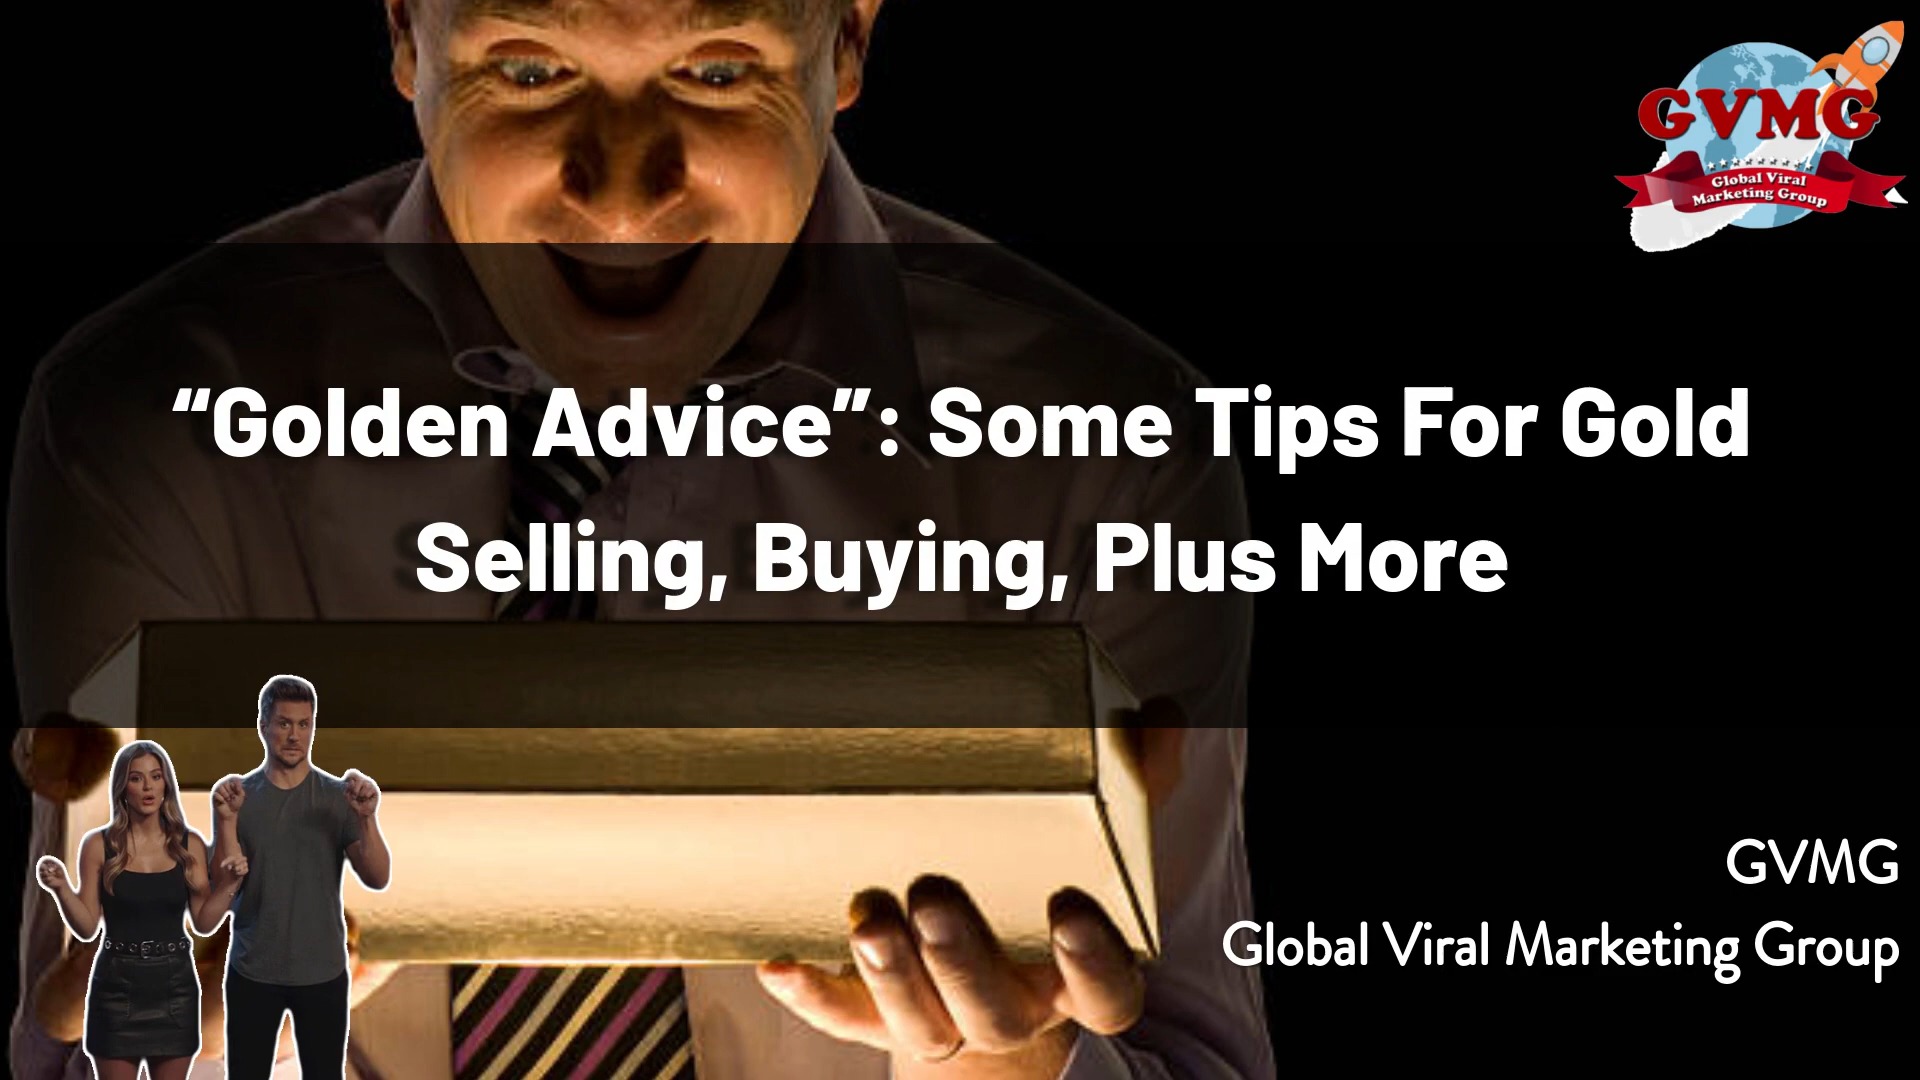 GVMG
Global Viral
Marketing Group
“Golden Advice”: Some Tips For Gold
Selling, Buying, Plus More
GVMG
Global Viral Marketing Group